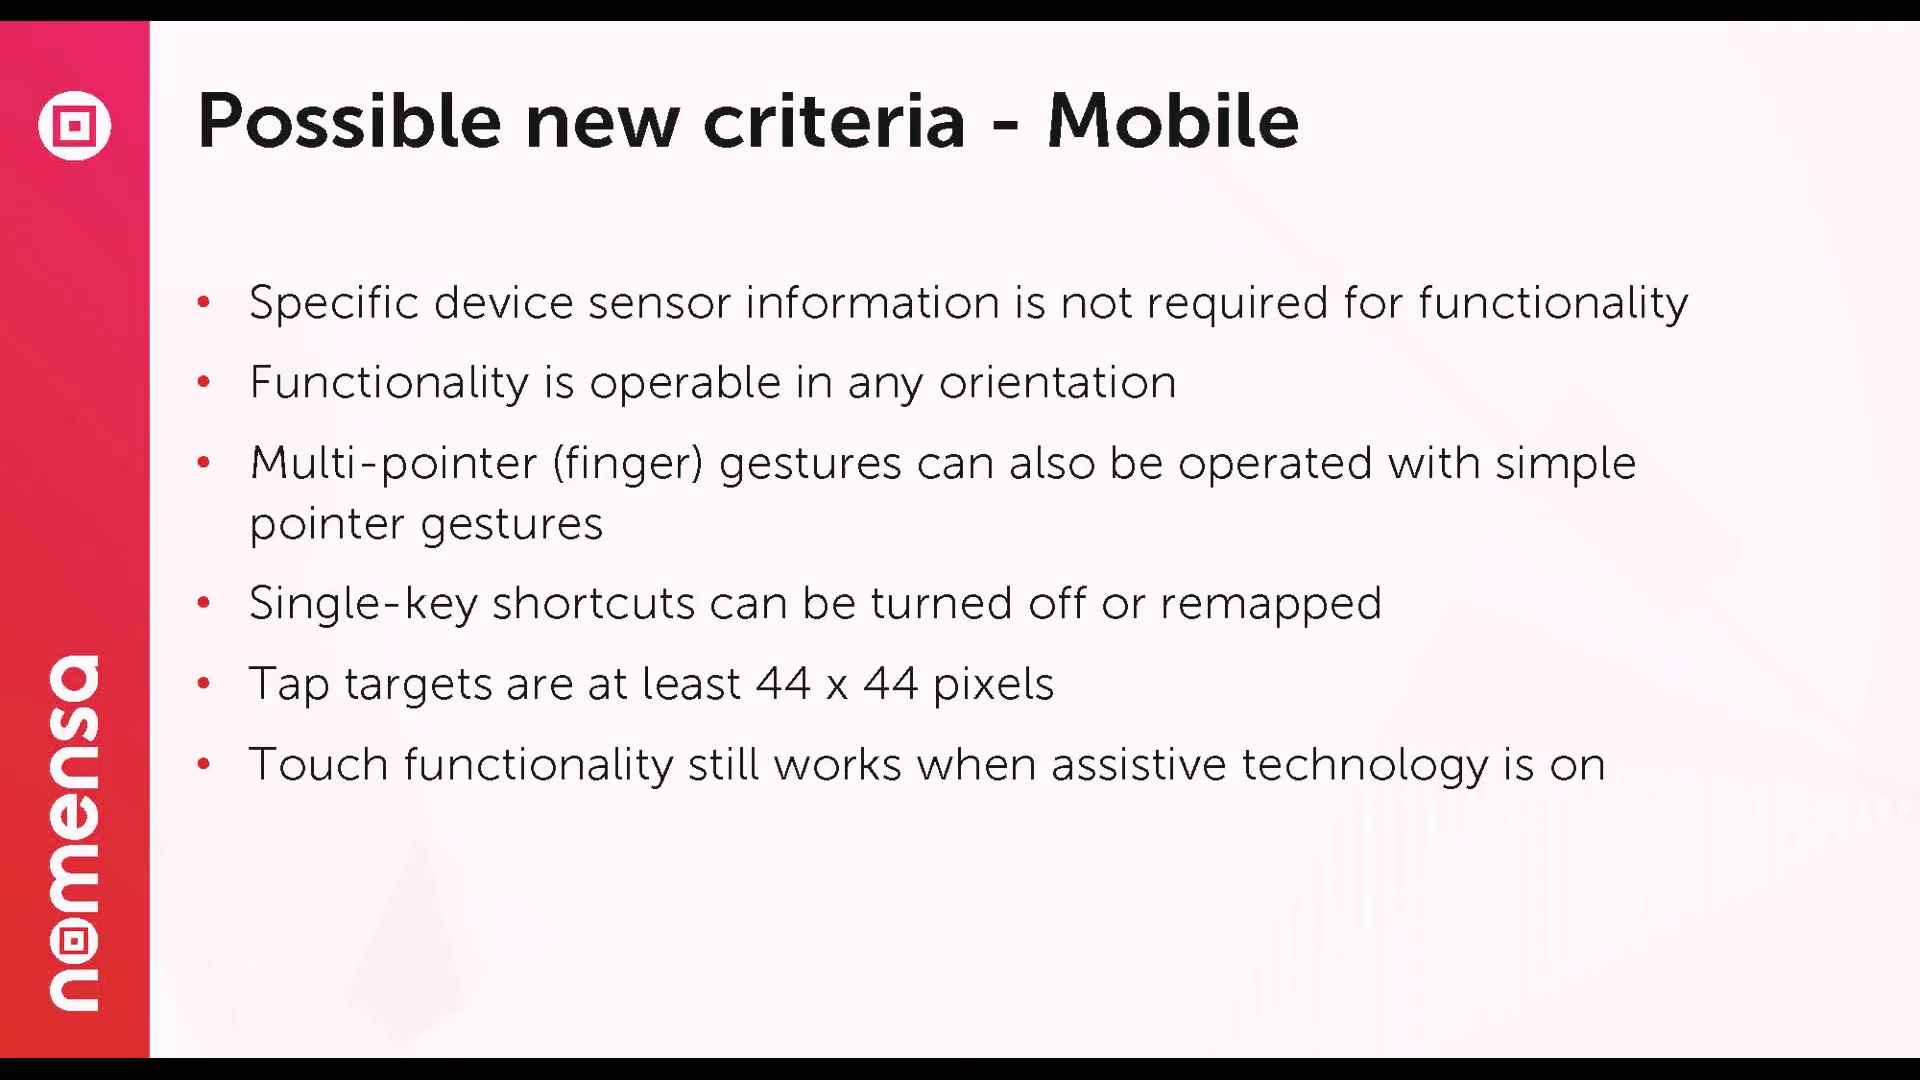 Possible new criteria - Mobile
• Specific device sensor information is not required for functionality
• Functionality is operable in any orientation
• Multi-pointer (finger) gestures can also be operated with simple
pointer gestures
• Single-key shortcuts can be turned off or remapped
• Tap targets are at least 44 x 44 pixels
• Touch functionality still works when assistive technology is on
nomensa